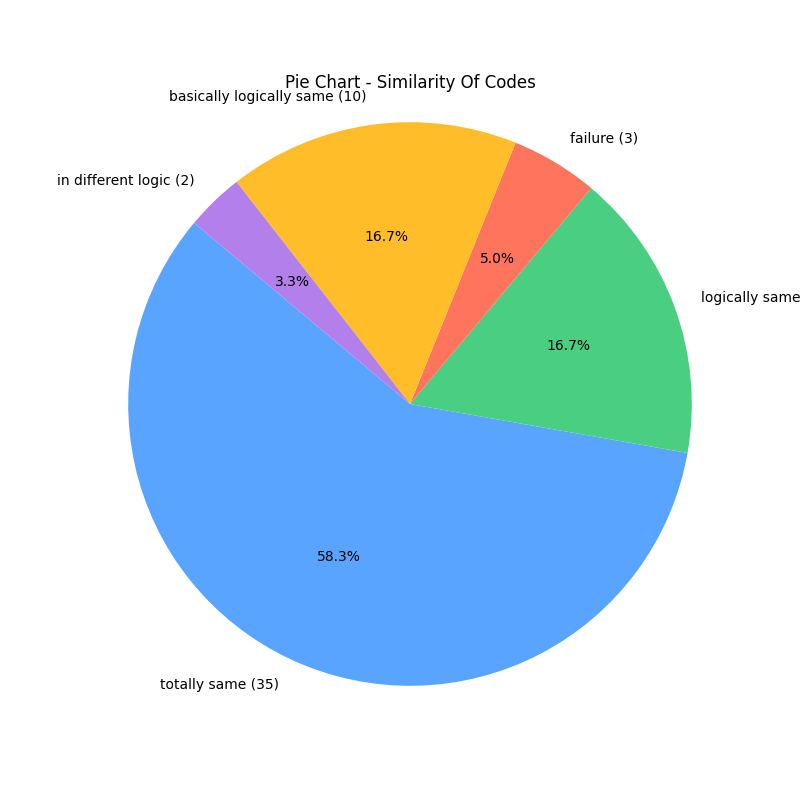 Pie Chart - Similarity Of Codes
basically logically same (10)
failure (3)
in different logic (2)
16.7%
5.0%
3.3%
logically same
16.7%
58.3%
totally same (35)